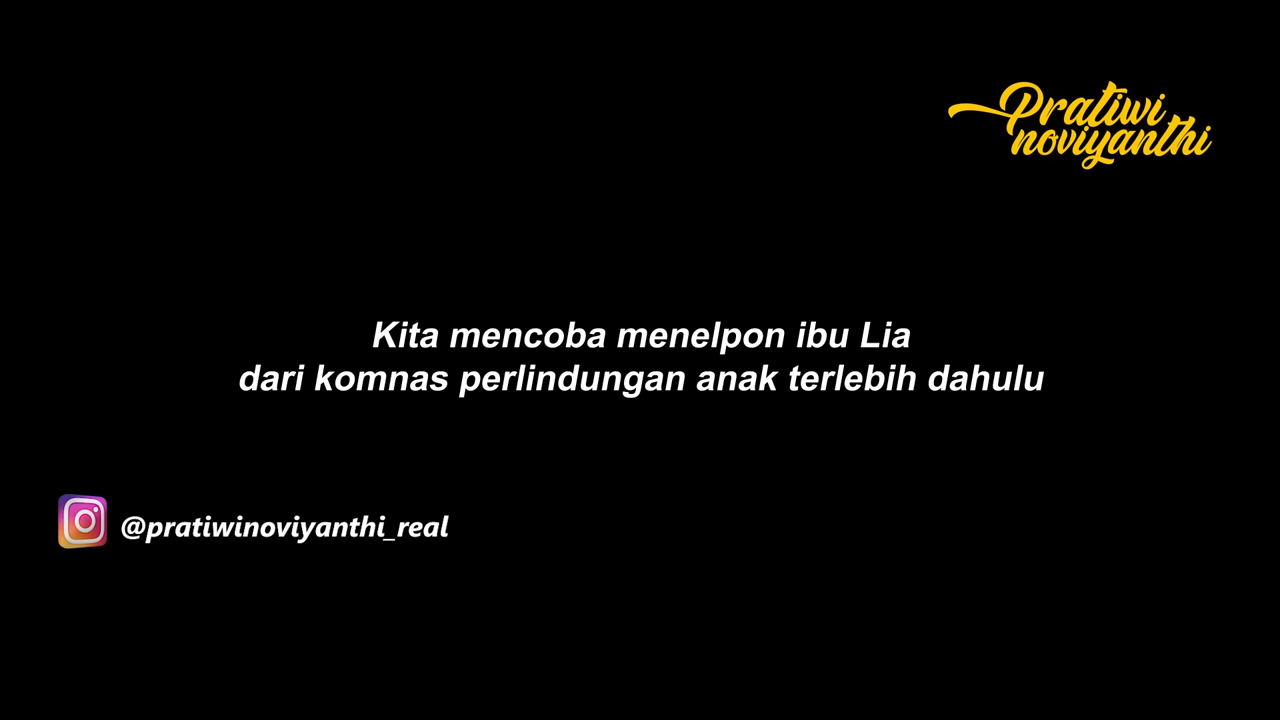 Pratiwi
noviyanthi
Kita mencoba menelpon ibu Lia
dari komnas perlindungan anak terlebih dahulu
@pratiwinoviyanthi_real